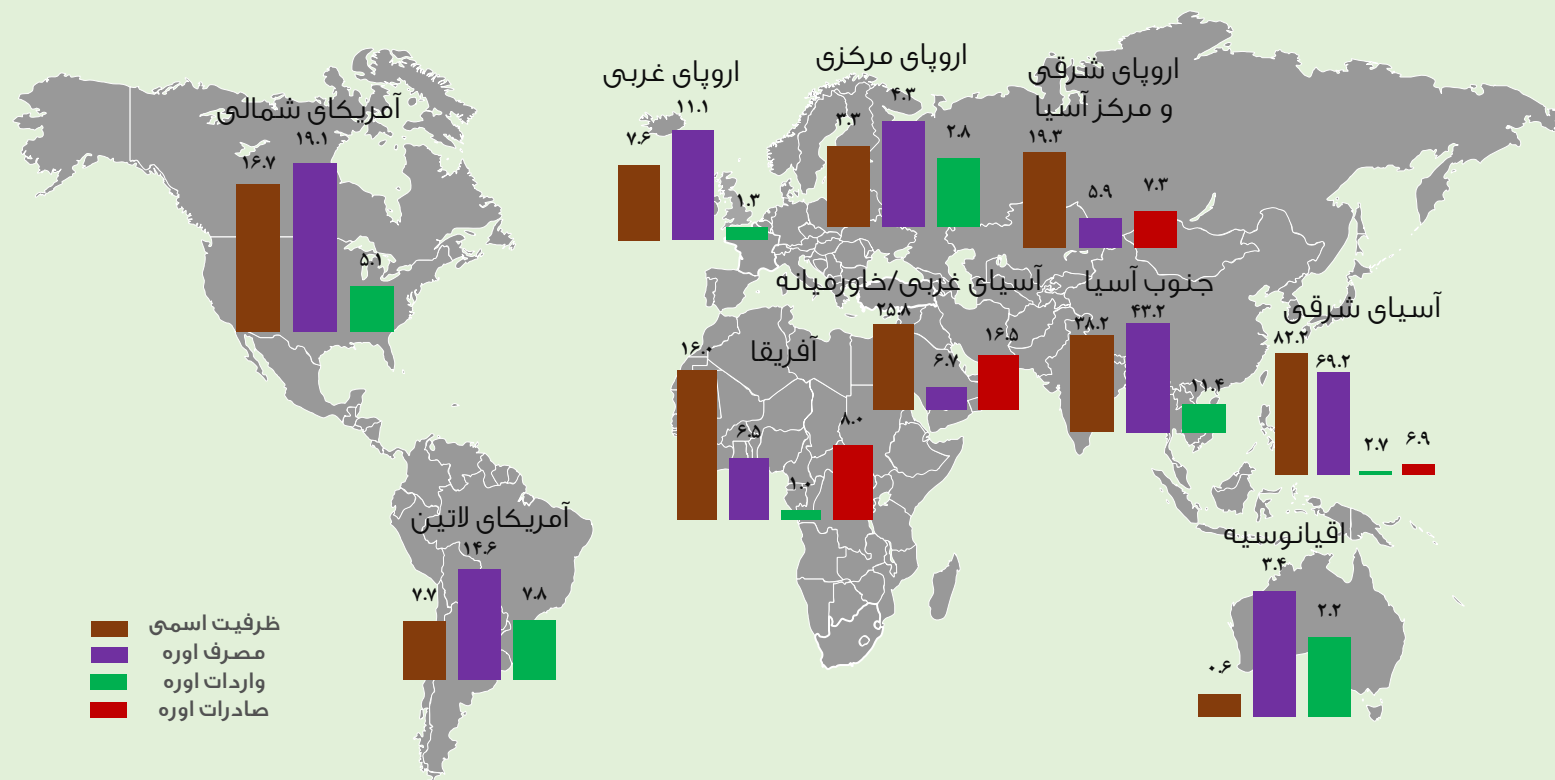 آمریکای شمالی
۱۶.۷
۱۹.۱
۵.۱
اروپای غربی
۷.۶
۱۱.۱
۱.۳
اروپای مرکزی
۳.۳
۴.۳
۲.۸
اروپای شرقی
و مرکز آسیا
۱۹.۳
۵.۹
۷.۳
آسیای غربی/خاورمیانه
۲۵.۸
۶.۷
۱۶.۵
جنوب آسیا
۳۸.۲
۴۳.۲
۱۱.۴
آسیای شرقی
۸۲.۲
۶۹.۲
۲.۷
۶.۹
آفریقا
۱۶.۰
۶.۵
۱.۰
۸.۰
آمریکای لاتین
۷.۷
۱۴.۶
۷.۸
اقیانوسیه
۰.۶
۳.۴
۲.۲
ظرفیت اسمی
مصرف اوره
واردات اوره
صادرات اوره